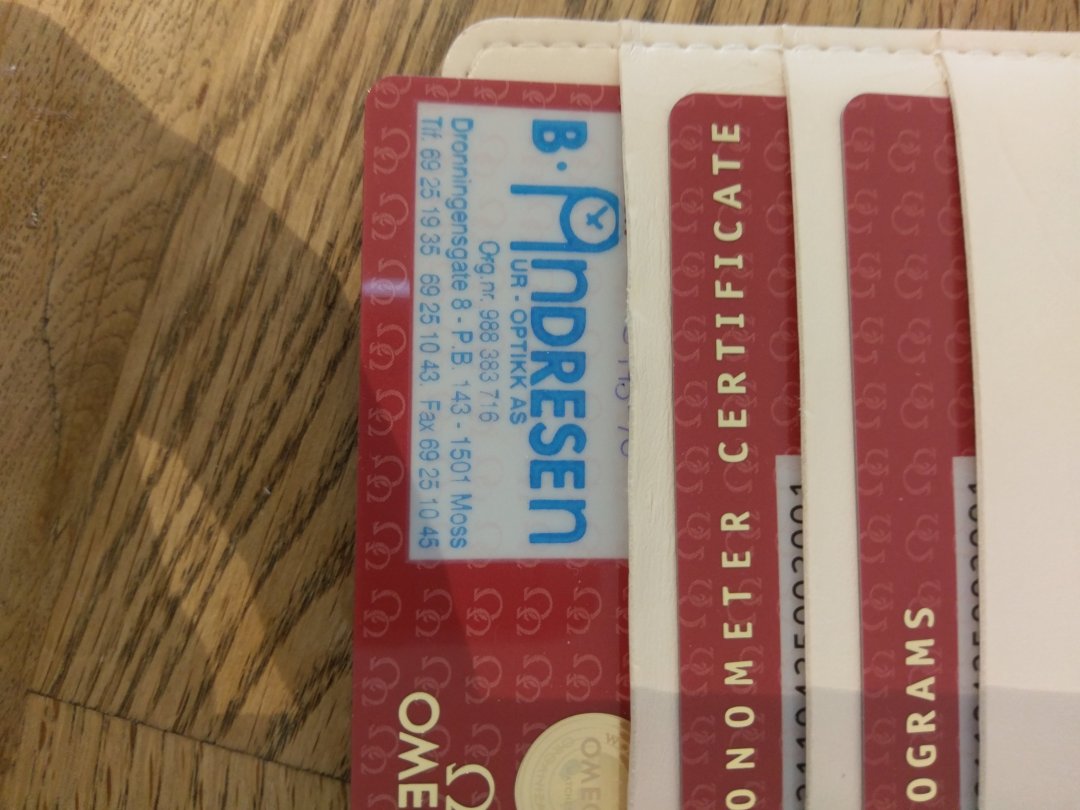 B. ANDRESEN
UR - OPTIKK AS
Org.nr. 988 383 716
Dronningensgate 8 - P.B. 143 - 1501 Moss
Tlf. 69 25 19 35 69 25 10 43 Fax 69 25 10 45
OME
ONOMETER CERTIFICATE
OGRAMS